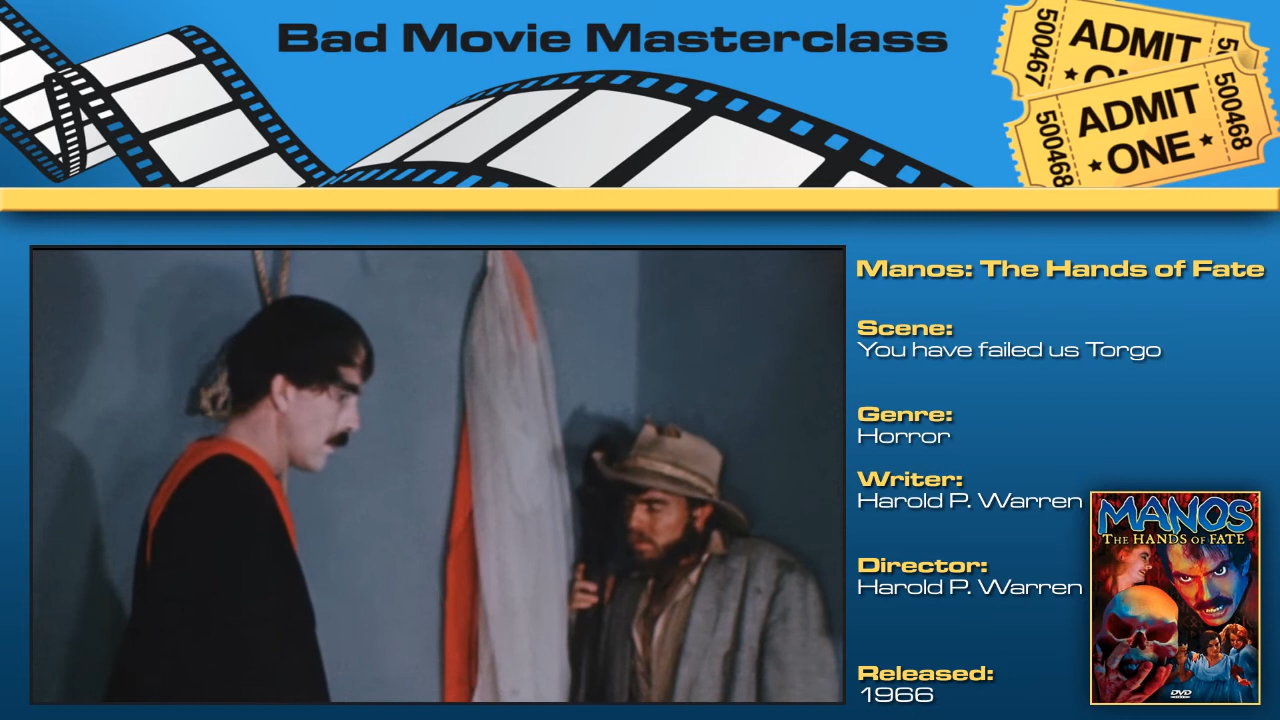 Bad Movie Masterclass
500467
ADMIT
ADMIT
ONE
500468
500468
Manos: The Hands of Fate
Scene:
You have failed us Torgo
Genre:
Horror
Writer:
Harold P. Warren
Director:
Harold P. Warren
Released:
1966
MANOS
THE HANDS OF FATE
DVD